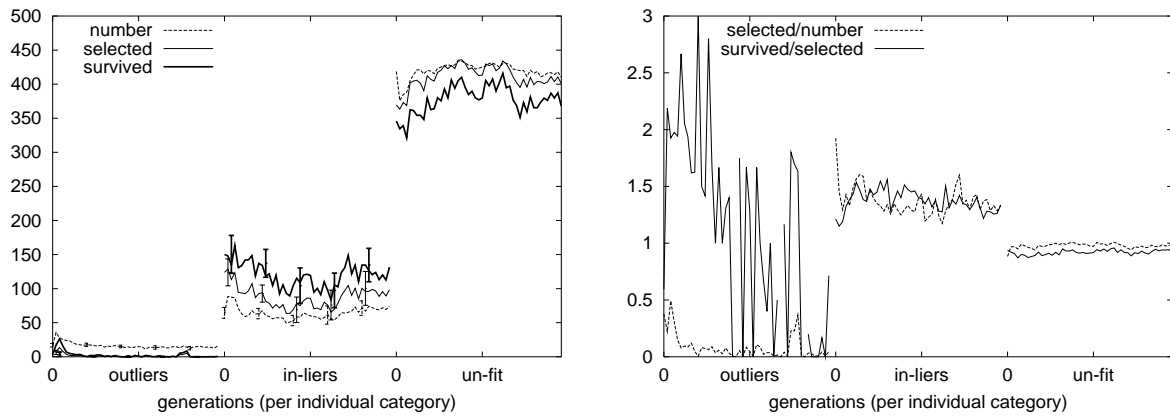 500
450
400
350
300
250
200
150
100
50
0
number
selected
survived
0 outliers 0 in-liers 0 un-fit
generations (per individual category)
3
2.5
2
1.5
1
0.5
0
selected/number
survived/selected
0 outliers 0 in-liers 0 un-fit
generations (per individual category)